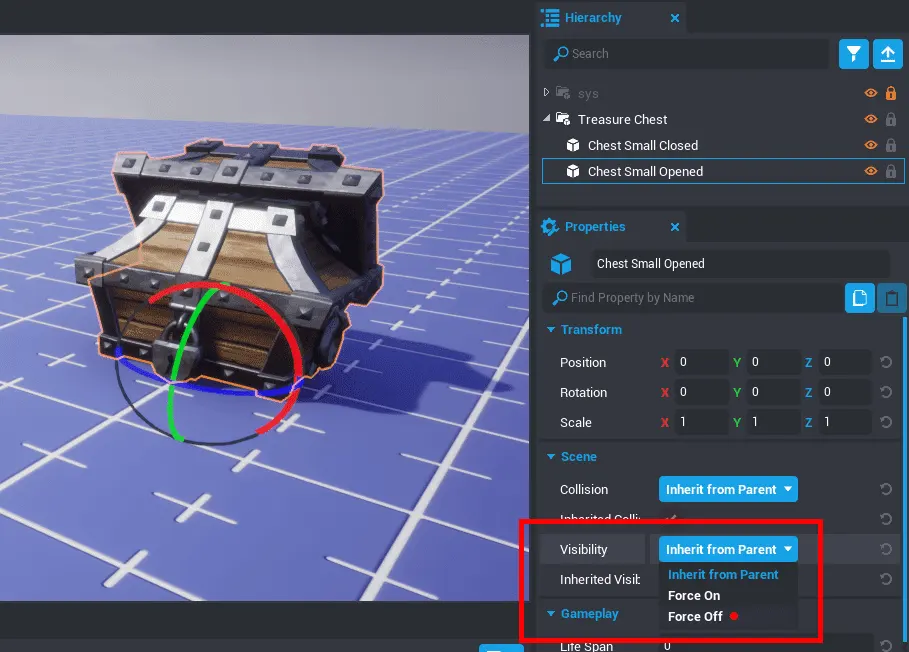 Hierarchy
Search
sys
Treasure Chest
Chest Small Closed
Chest Small Opened
Properties
Chest Small Opened
Find Property by Name
Transform
Position X 0 Y 0 Z 0
Rotation X 0 Y 0 Z 0
Scale X 1 Y 1 Z 1
Scene
Collision Inherit from Parent
Inherited Colli
Visibility Inherit from Parent
Inherit from Parent
Inherited Visib
Force On
Force Off
Gameplay
Life Span 0